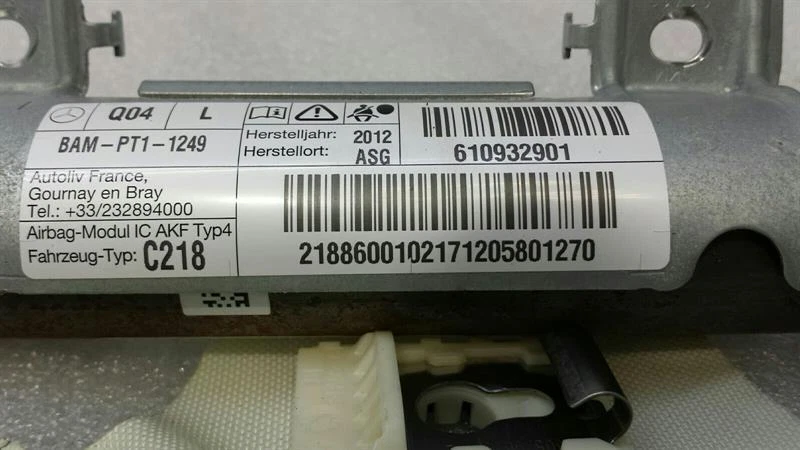 Q04 L
BAM-PT1-1249
Autoliv France,
Gournay en Bray
Tel.: +33/232894000
Airbag-Modul IC AKF Typ4
Fahrzeug-Typ: C218
Herstelljahr: 2012
Herstellort: ASG
610932901
2188600102171205801270